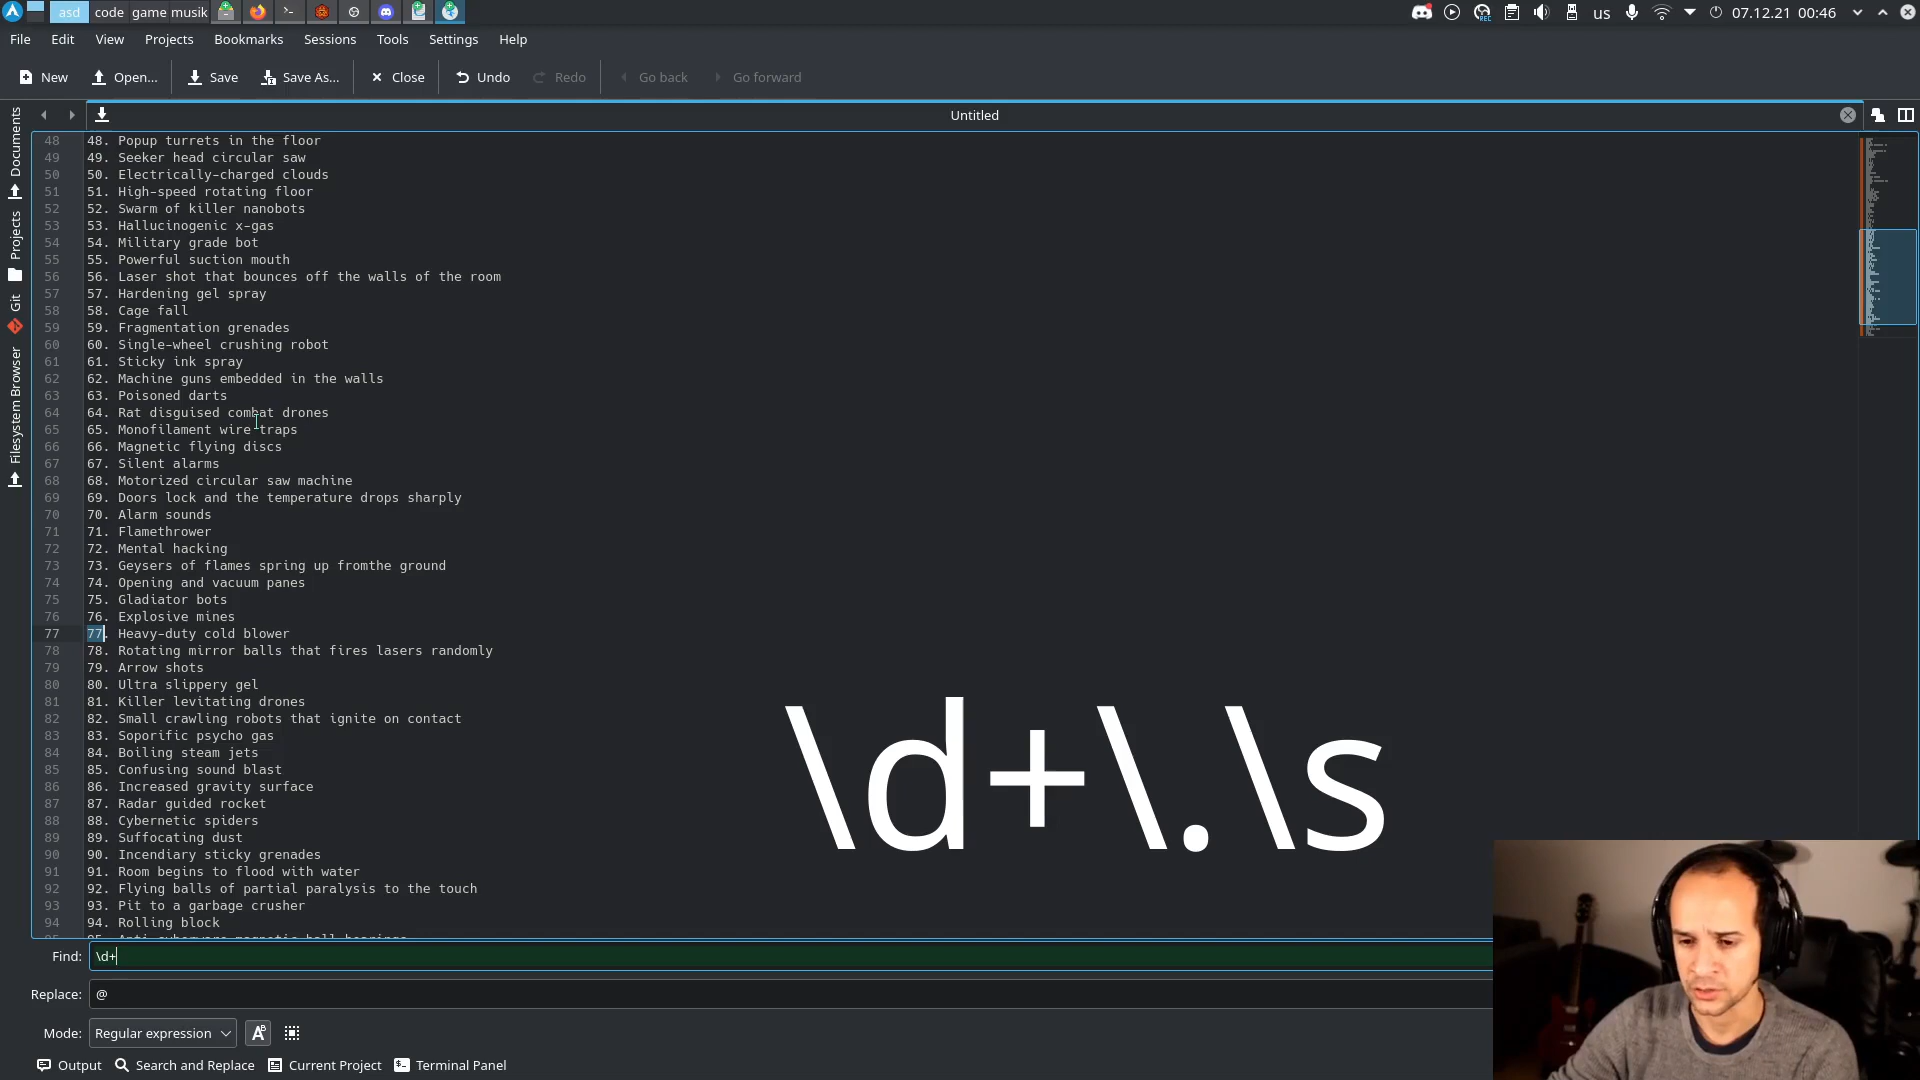 asd code game musik us 07.12.21 00:46
File Edit View Projects Bookmarks Sessions Tools Settings Help
New Open... Save Save As... Close Undo Redo Go back Go forward
Untitled
Documents
Projects
Git
Filesystem Browser
48 48. Popup turrets in the floor
49 49. Seeker head circular saw
50 50. Electrically-charged clouds
51 51. High-speed rotating floor
52 52. Swarm of killer nanobots
53 53. Hallucinogenic x-gas
54 54. Military grade bot
55 55. Powerful suction mouth
56 56. Laser shot that bounces off the walls of the room
57 57. Hardening gel spray
58 58. Cage fall
59 59. Fragmentation grenades
60 60. Single-wheel crushing robot
61 61. Sticky ink spray
62 62. Machine guns embedded in the walls
63 63. Poisoned darts
64 64. Rat disguised combat drones
65 65. Monofilament wire traps
66 66. Magnetic flying discs
67 67. Silent alarms
68 68. Motorized circular saw machine
69 69. Doors lock and the temperature drops sharply
70 70. Alarm sounds
71 71. Flamethrower
72 72. Mental hacking
73 73. Geysers of flames spring up fromthe ground
74 74. Opening and vacuum panes
75 75. Gladiator bots
76 76. Explosive mines
77 77. Heavy-duty cold blower
78 78. Rotating mirror balls that fires lasers randomly
79 79. Arrow shots
80 80. Ultra slippery gel
81 81. Killer levitating drones
82 82. Small crawling robots that ignite on contact
83 83. Soporific psycho gas
84 84. Boiling steam jets
85 85. Confusing sound blast
86 86. Increased gravity surface
87 87. Radar guided rocket
88 88. Cybernetic spiders
89 89. Suffocating dust
90 90. Incendiary sticky grenades
91 91. Room begins to flood with water
92 92. Flying balls of partial paralysis to the touch
93 93. Pit to a garbage crusher
94 94. Rolling block
\d+\.\s
Find: \d+
Replace: @
Mode: Regular expression
Output Search and Replace Current Project Terminal Panel